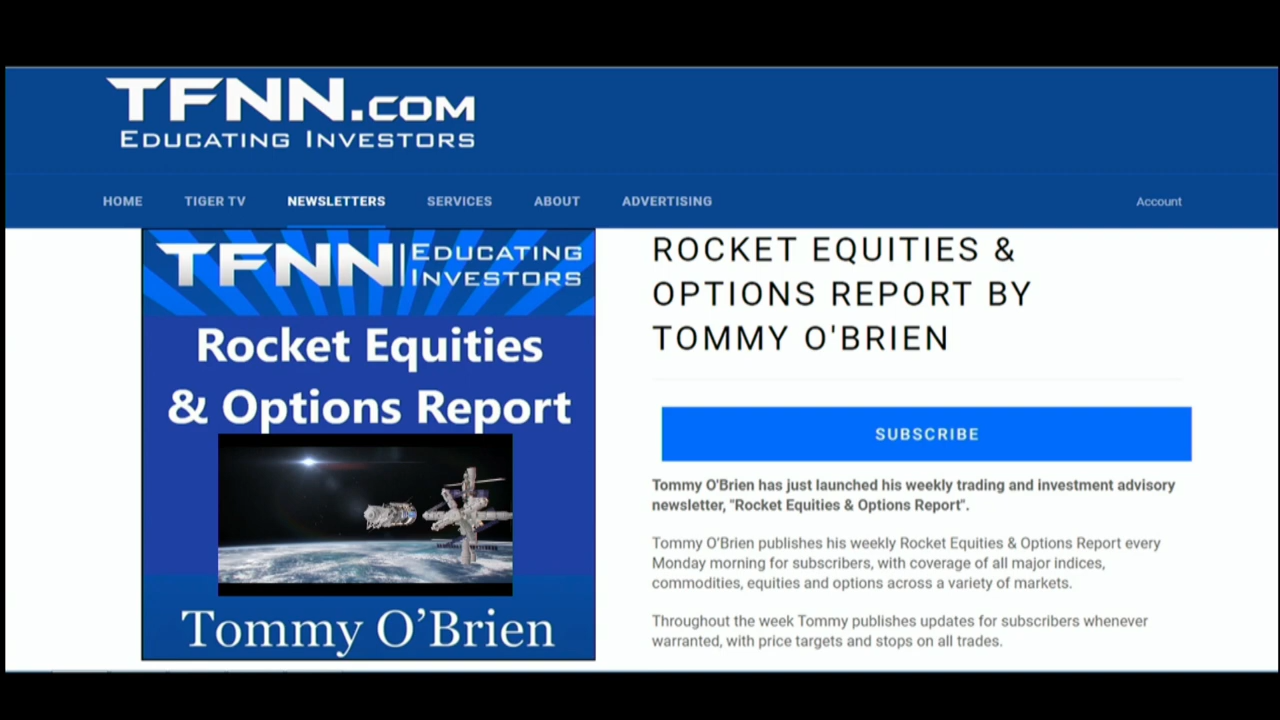 TFNN.COM
EDUCATING INVESTORS
HOME
TIGER TV
NEWSLETTERS
SERVICES
ABOUT
ADVERTISING
Account
TFNN EDUCATING
INVESTORS
Rocket Equities
& Options Report
Tommy O’Brien
ROCKET EQUITIES &
OPTIONS REPORT BY
TOMMY O'BRIEN
SUBSCRIBE
Tommy O'Brien has just launched his weekly trading and investment advisory
newsletter, "Rocket Equities & Options Report".
Tommy O’Brien publishes his weekly Rocket Equities & Options Report every
Monday morning for subscribers, with coverage of all major indices,
commodities, equities and options across a variety of markets.
Throughout the week Tommy publishes updates for subscribers whenever
warranted, with price targets and stops on all trades.